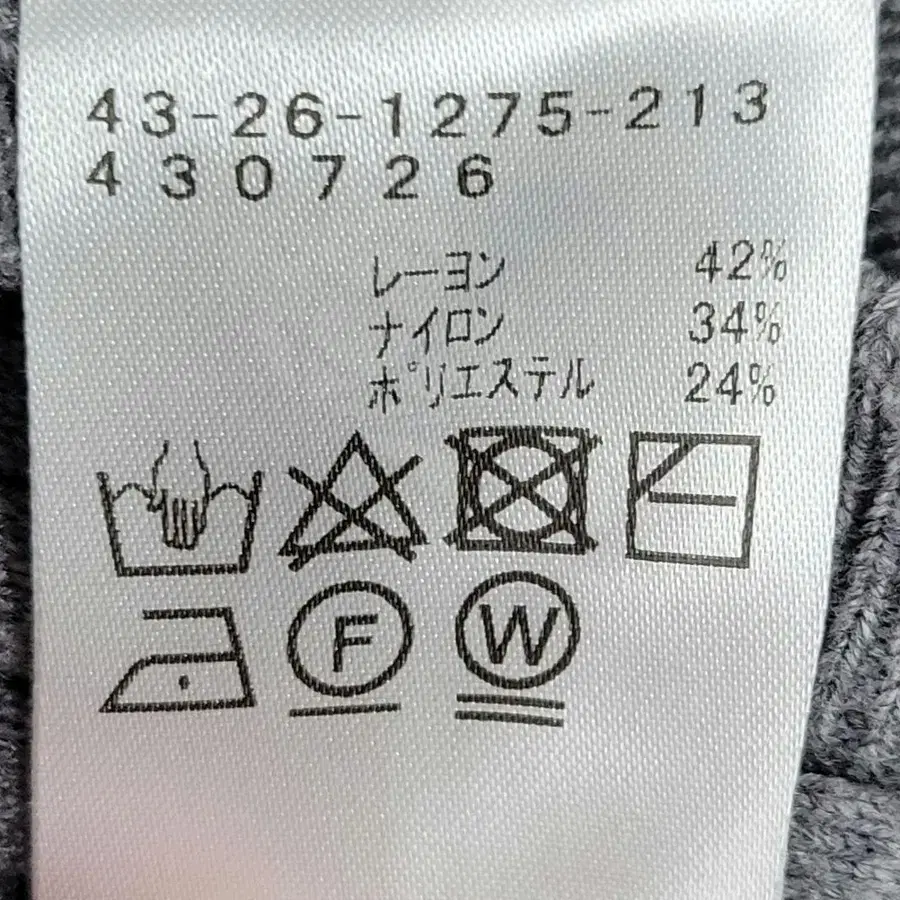 43-26-1275-213
430726
レーヨン 42%
ナイロン 34%
ポリエステル 24%
F W